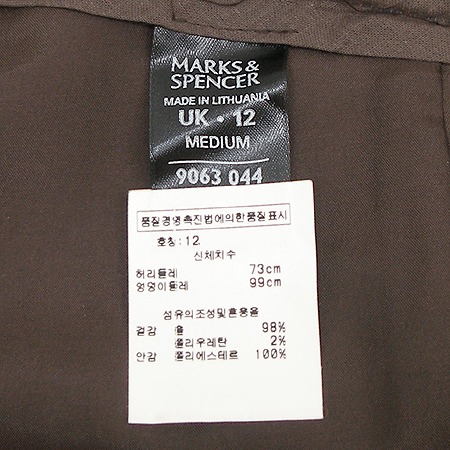 MARKS &
SPENCER
MADE IN LITHUANIA
UK • 12
MEDIUM
9063 044
품질경영촉진법에의한품질표시
호칭:12
신체치수
허리둘레 73cm
엉덩이둘레 99cm
섬유의조성및혼용율
겉감 울 98%
폴리우레탄 2%
안감 폴리에스테르 100%